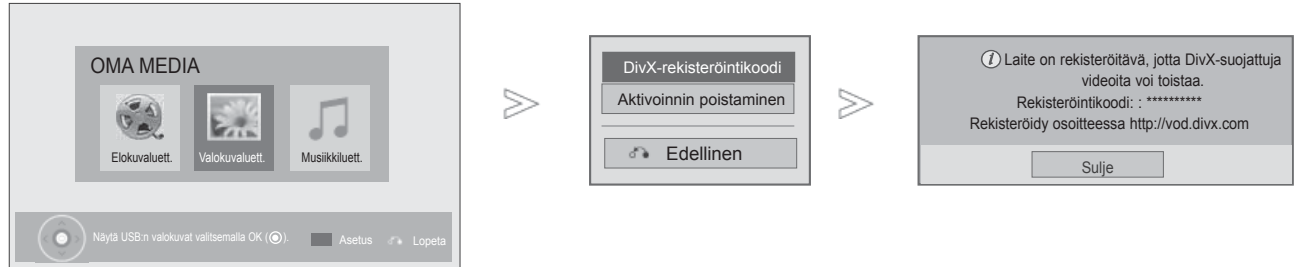 OMA MEDIA
Elokuvaluett.
Valokuvaluett.
Musiikkiluett.
Näytä USB:n valokuvat valitsemalla OK (◉).
Asetus
Lopeta
DivX-rekisteröintikoodi
Aktivoinnin poistaminen
Edellinen
Laite on rekisteröitävä, jotta DivX-suojattuja
videoita voi toistaa.
Rekisteröintikoodi: : **********
Rekisteröidy osoitteessa http://vod.divx.com
Sulje